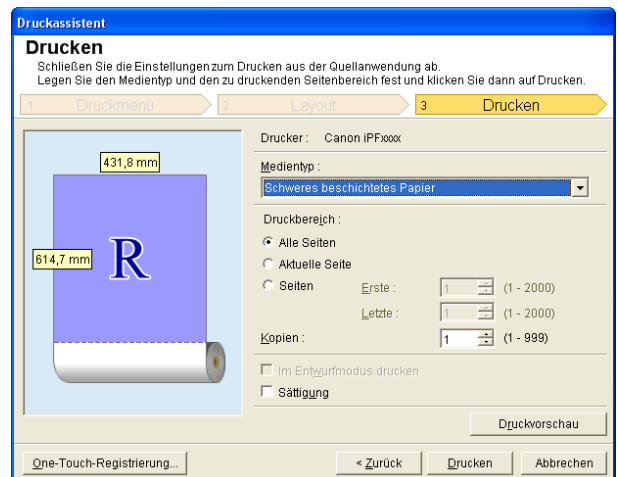 Druckassistent
Drucken
Schließen Sie die Einstellungen zum Drucken aus der Quellanwendung ab.
Legen Sie den Medientyp und den zu druckenden Seitenbereich fest und klicken Sie dann auf Drucken.
1 Druckmenü 2 Layout 3 Drucken
Drucker : Canon iPFxxxx
431,8 mm
Medientyp :
Schweres beschichtetes Papier
Druckbereich :
Alle Seiten
614,7 mm
R
Aktuelle Seite
Seiten Erste : 1 (1 - 2000)
Letzte : 1 (1 - 2000)
Kopien : 1 (1 - 999)
Im Entwurfmodus drucken
Sättigung
Druckvorschau
One-Touch-Registrierung... < Zurück Drucken Abbrechen